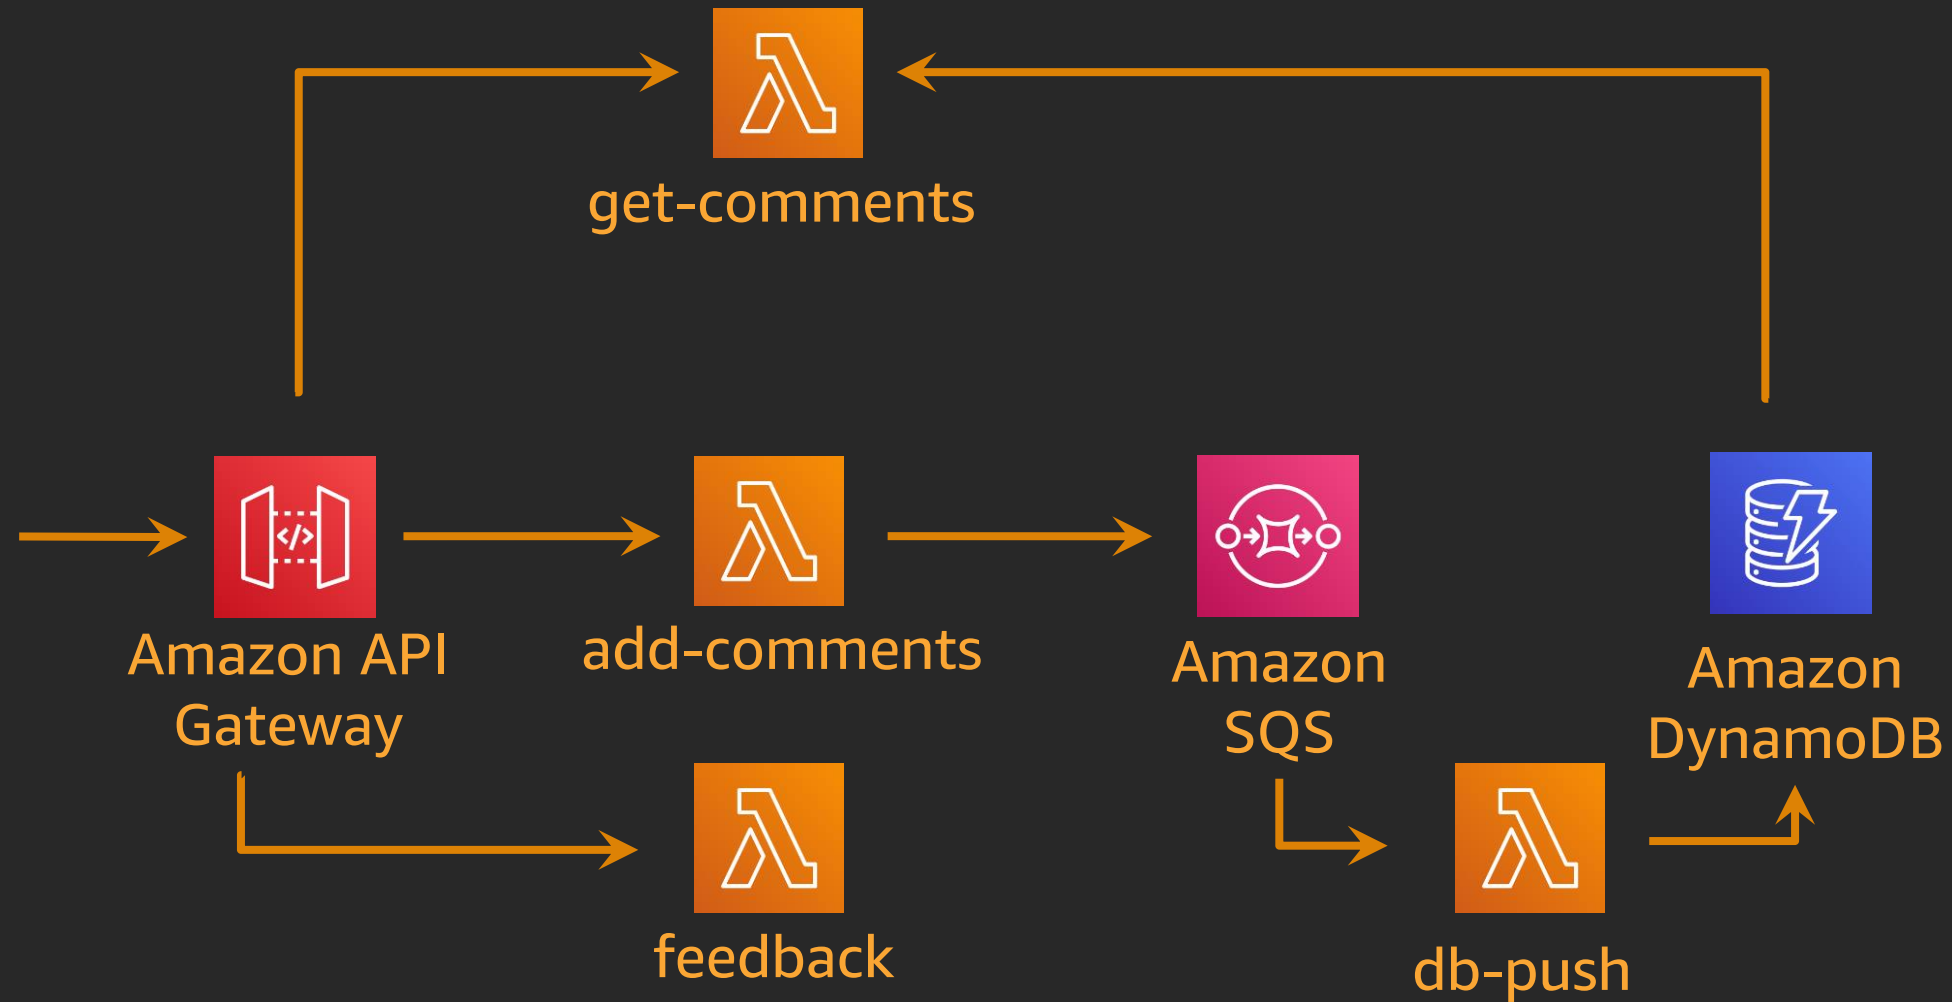 get-comments
Amazon API
Gateway
add-comments
Amazon
SQS
Amazon
DynamoDB
feedback
db-push